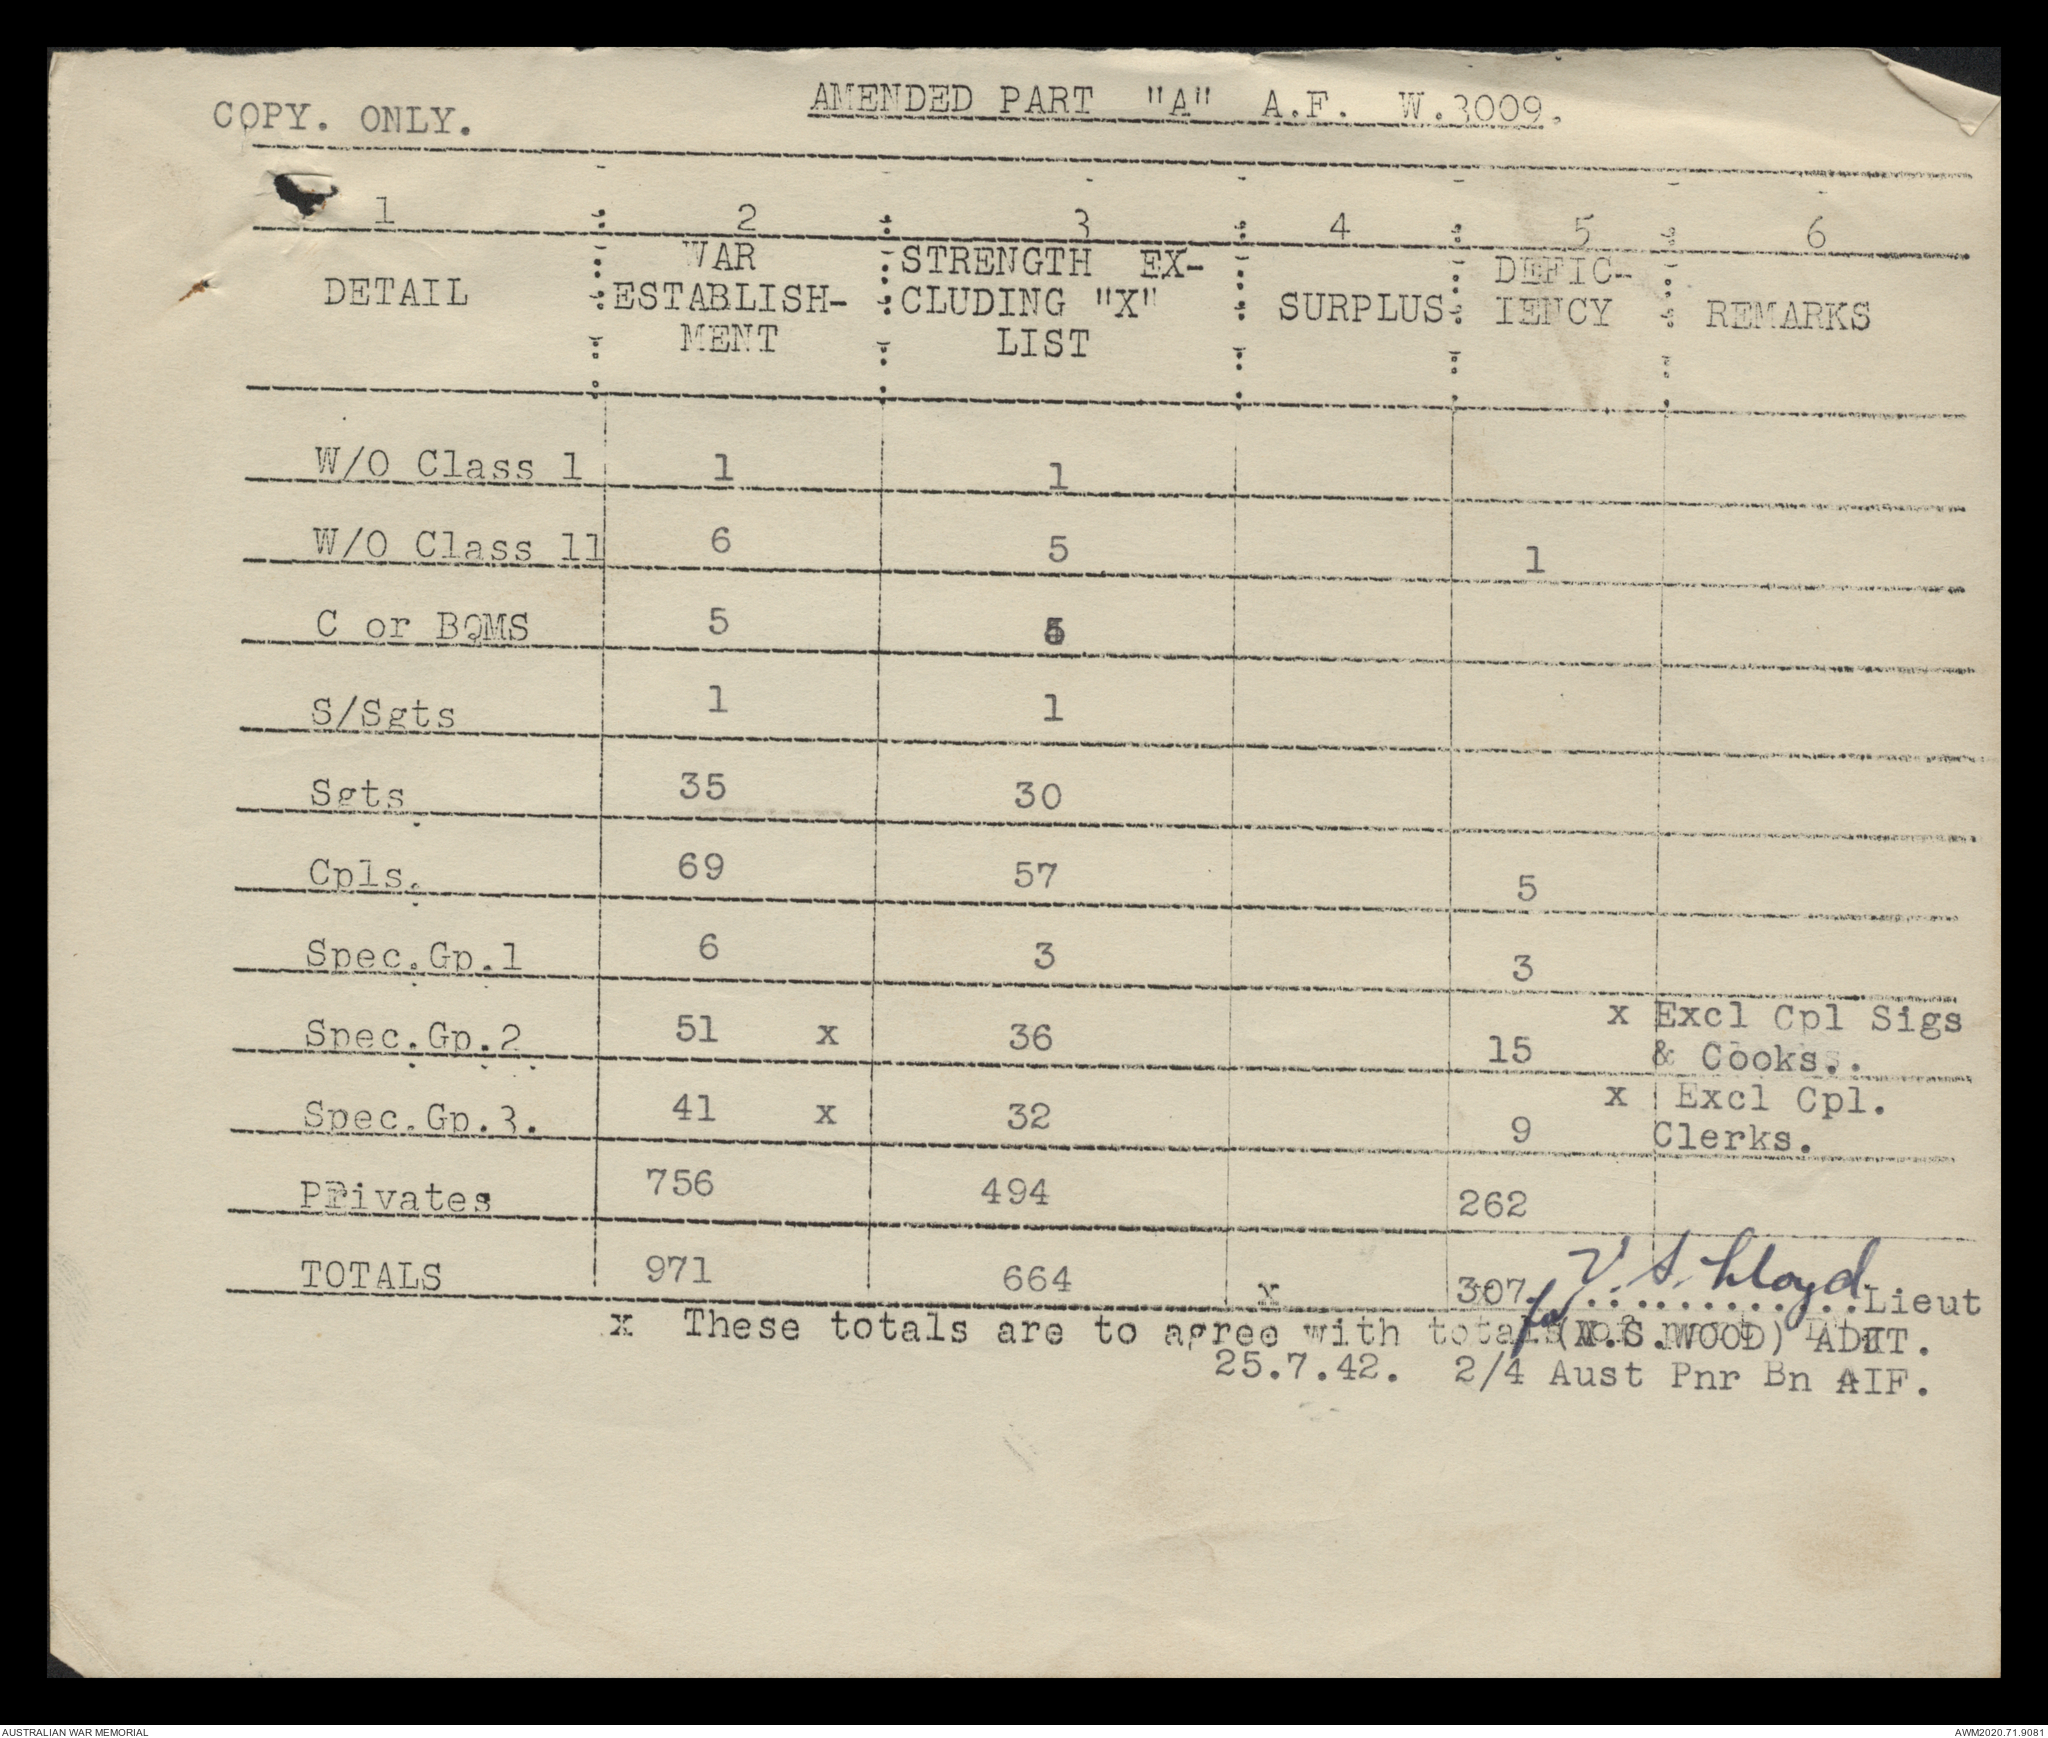 COPY. ONLY.
AMENDED PART "A" A.F. W.3009.
1 2 3 4 5 6
DETAIL WAR ESTABLISH- MENT STRENGTH EX- CLUDING "X" LIST SURPLUS DEFIC- IENCY REMARKS
W/O Class 1 1 1
W/O Class 11 6 5 1
C or BQMS 5
S/Sgts 1 1
Sgts 35 30
Cpls. 69 57 5
Spec.Gp.1 6 3 3
Spec.Gp.2 51 x 36 15 x Excl Cpl Sigs
& Cooks..
Spec.Gp.3. 41 x 32 9 x Excl Cpl.
Clerks.
Privates 756 494 262
TOTALS 971 664 x 307
for V. S. Lloyd Lieut
x These totals are to agree with totals
WOOD) ADJT.
25.7.42. 2/4 Aust Pnr Bn AIF.
AUSTRALIAN WAR MEMORIAL
AWM2020.71.9081